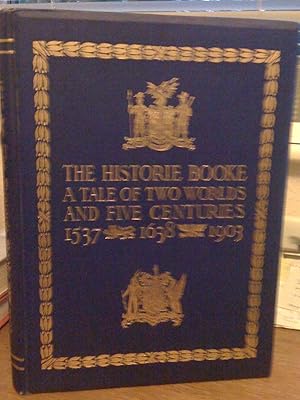 THE HISTORIE BOOKE
A TALE OF TWO WORLDS
AND FIVE CENTURIES
1537 1638 1903